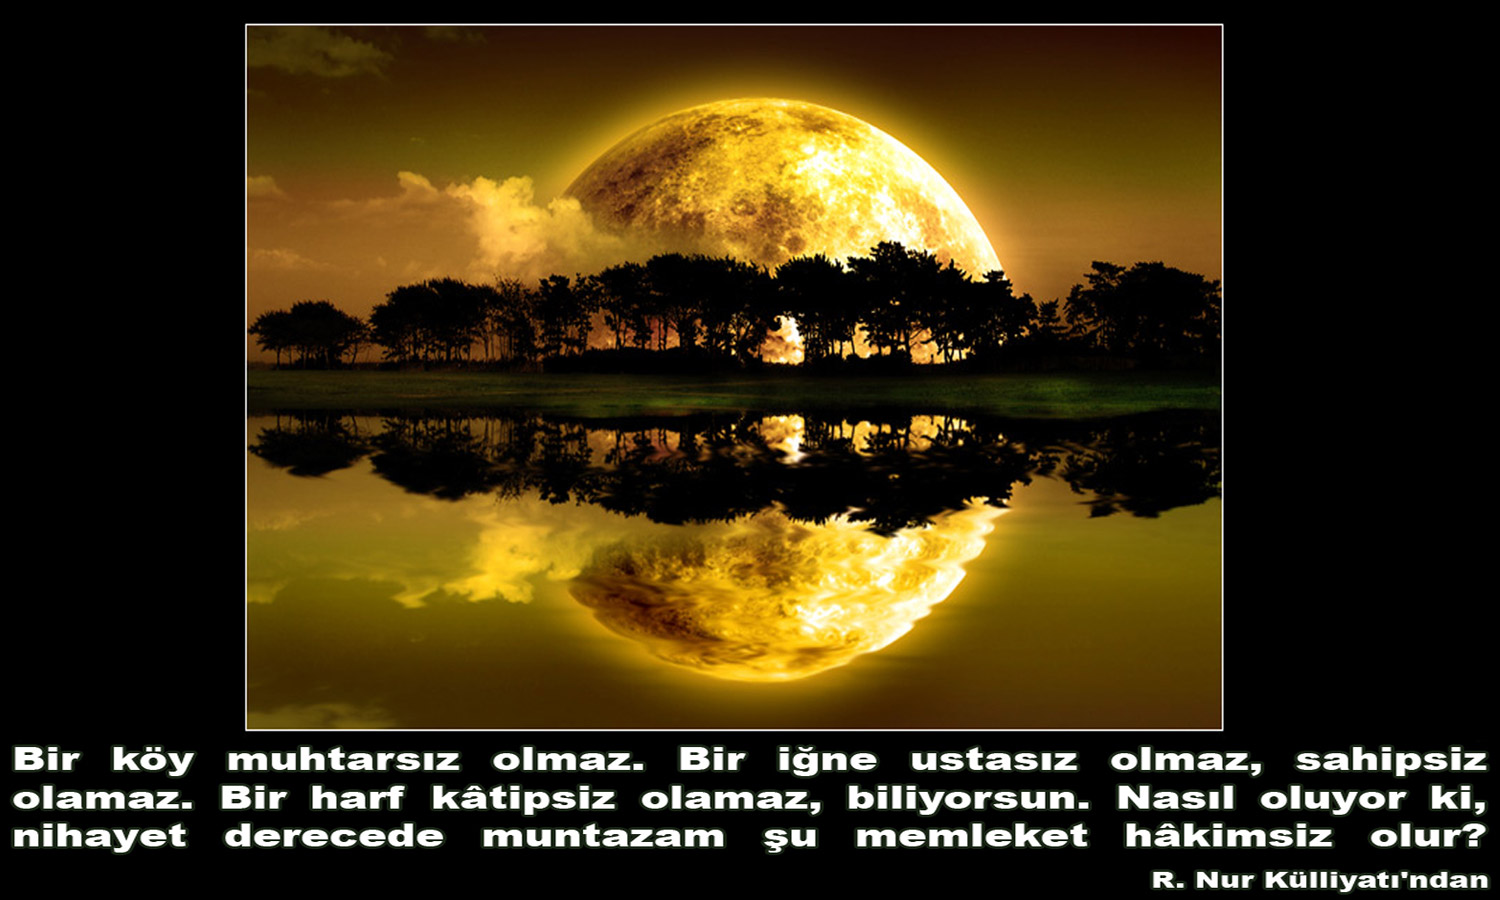 Bir köy muhtarsız olmaz. Bir iğne ustasız olmaz, sahipsiz
olamaz. Bir harf kâtipsiz olamaz, biliyorsun. Nasıl oluyor ki,
nihayet derecede muntazam şu memleket hâkimsiz olur?
R. Nur Külliyatı'ndan